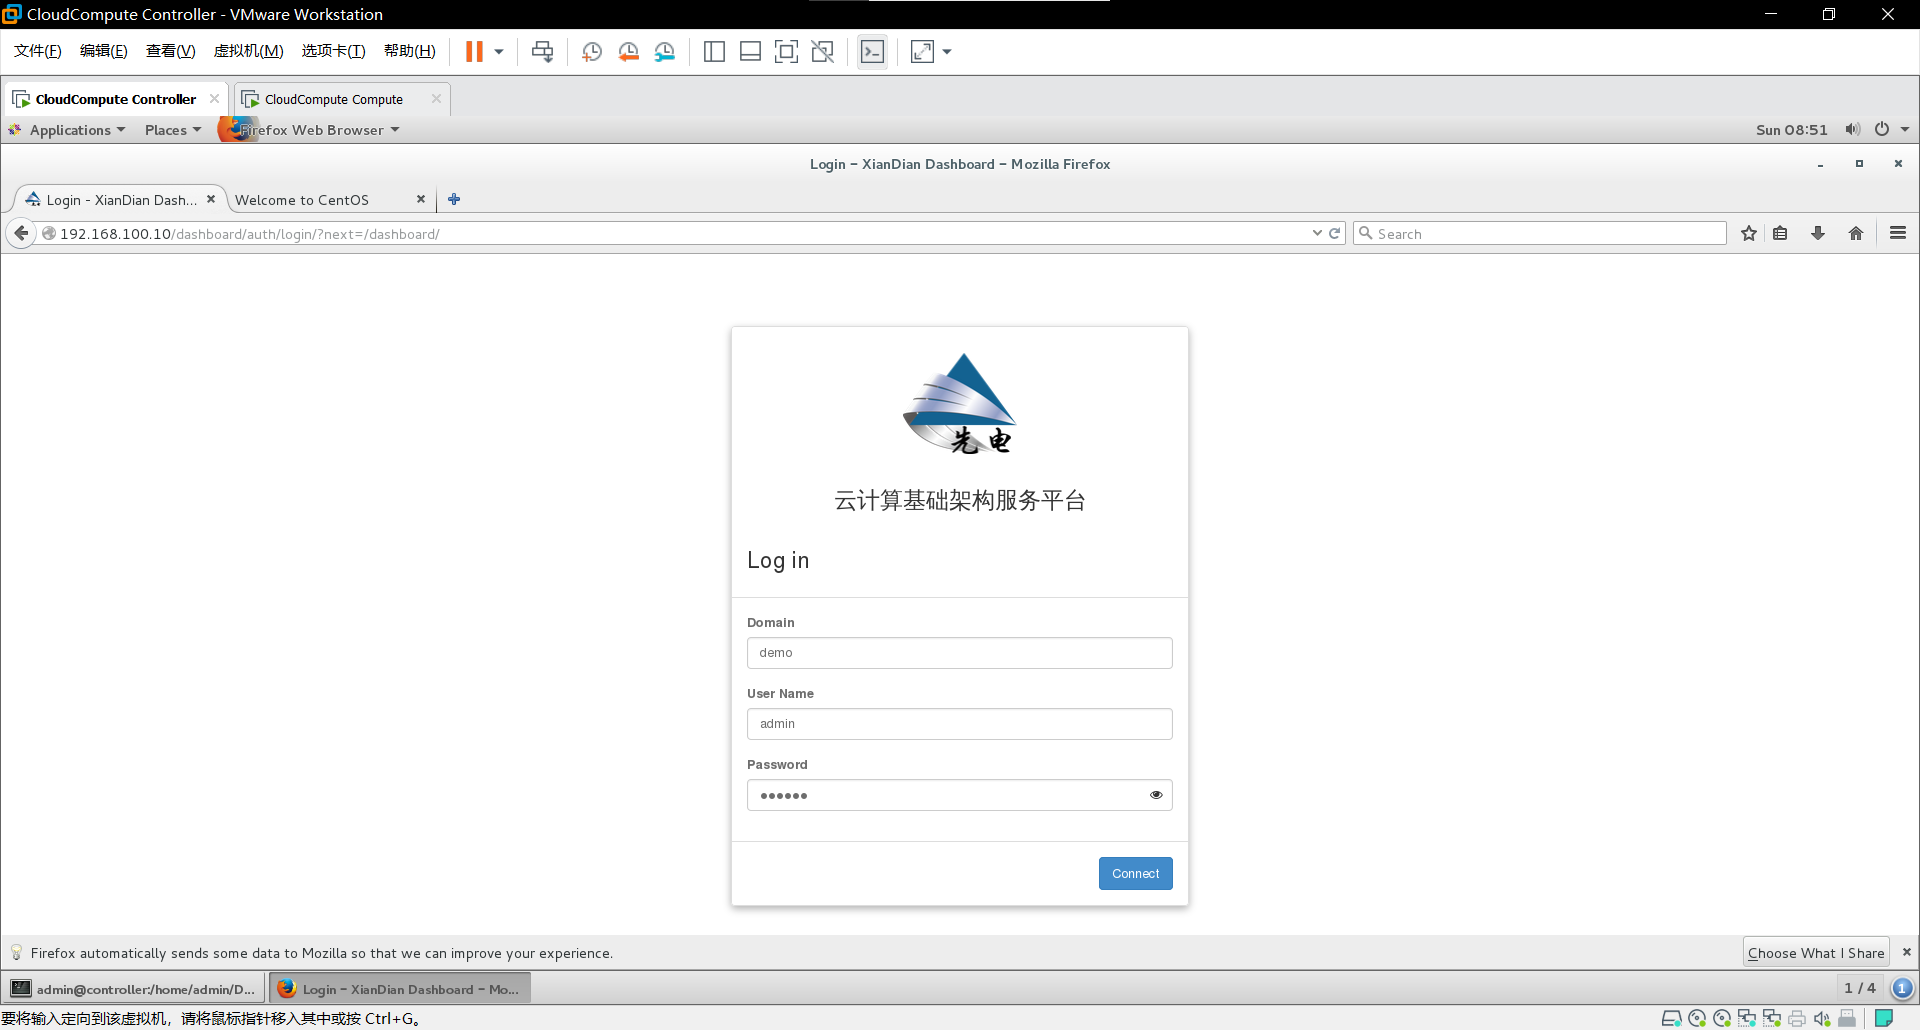 CloudCompute Controller - VMware Workstation
文件(F) 编辑(E) 查看(V) 虚拟机(M) 选项卡(T) 帮助(H)
CloudCompute Controller CloudCompute Compute
Applications Places Firefox Web Browser Sun 08:51
Login - XianDian Dashboard - Mozilla Firefox
Login - XianDian Dash... Welcome to CentOS
192.168.100.10/dashboard/auth/login/?next=/dashboard/ Search
先电
云计算基础架构服务平台
Log in
Domain
demo
User Name
admin
Password
••••••
Connect
Firefox automatically sends some data to Mozilla so that we can improve your experience. Choose What I Share
admin@controller:/home/admin/D... Login - XianDian Dashboard - Mo... 1 / 4 1
要将输入定向到该虚拟机，请将鼠标指针移入其中或按 Ctrl+G。